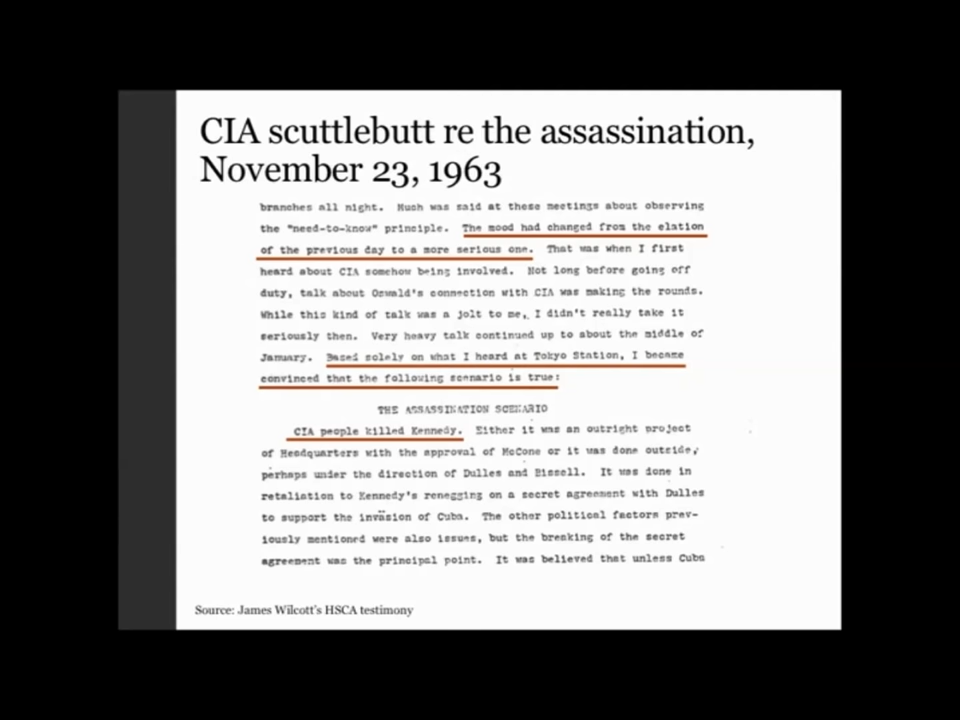 CIA scuttlebutt re the assassination,
November 23, 1963
branches all night. Much was said at these meetings about observing
the "need-to-know" principle. The mood had changed from the elation
of the previous day to a more serious one. That was when I first
heard about CIA somehow being involved. Not long before going off
duty, talk about Oswald's connection with CIA was making the rounds.
While this kind of talk was a jolt to me, I didn't really take it
seriously then. Very heavy talk continued up to about the middle of
January. Based solely on what I heard at Tokyo Station, I became
convinced that the following scenario is true:
THE ASSASSINATION SCENARIO
CIA people killed Kennedy. Either it was an outright project
of Headquarters with the approval of McCone or it was done outside,
perhaps under the direction of Dulles and Bissell. It was done in
retaliation to Kennedy's renegging on a secret agreement with Dulles
to support the invasion of Cuba. The other political factors prev-
iously mentioned were also issues, but the breaking of the secret
agreement was the principal point. It was believed that unless Cuba
Source: James Wilcott's HSCA testimony